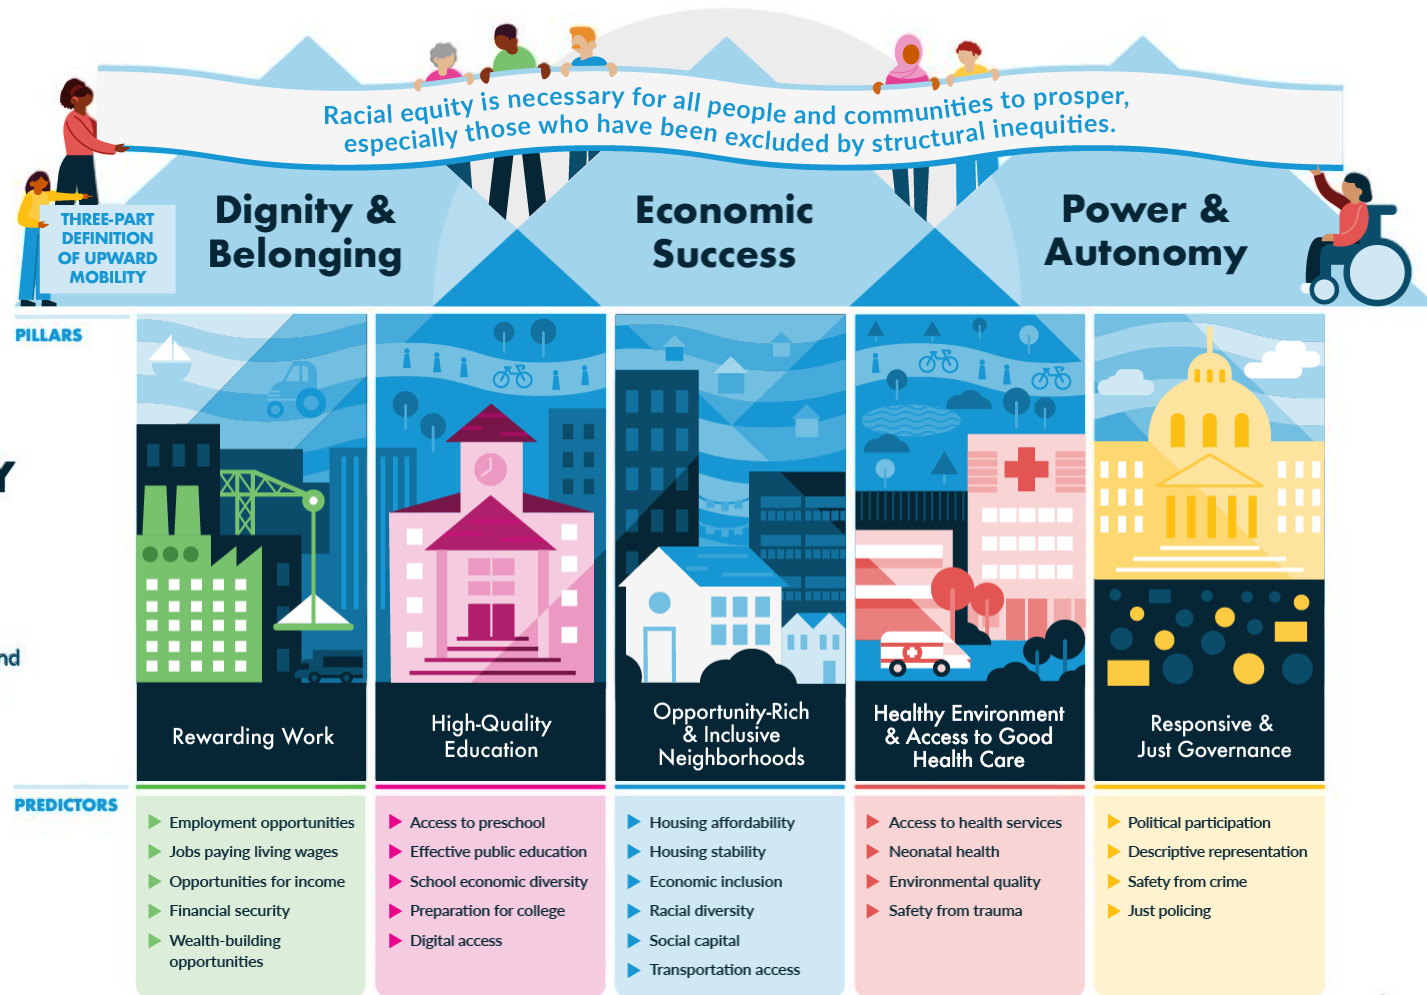 Racial equity is necessary for all people and communities to prosper,
especially those who have been excluded by structural inequities.
THREE-PART
DEFINITION
OF UPWARD
MOBILITY
Dignity &
Belonging
Economic
Success
Power &
Autonomy
PILLARS
Y
nd
Rewarding Work
High-Quality
Education
Opportunity-Rich
& Inclusive
Neighborhoods
Healthy Environment
& Access to Good
Health Care
Responsive &
Just Governance
PREDICTORS
Employment opportunities
Jobs paying living wages
Opportunities for income
Financial security
Wealth-building
opportunities
Access to preschool
Effective public education
School economic diversity
Preparation for college
Digital access
Housing affordability
Housing stability
Economic inclusion
Racial diversity
Social capital
Transportation access
Access to health services
Neonatal health
Environmental quality
Safety from trauma
Political participation
Descriptive representation
Safety from crime
Just policing